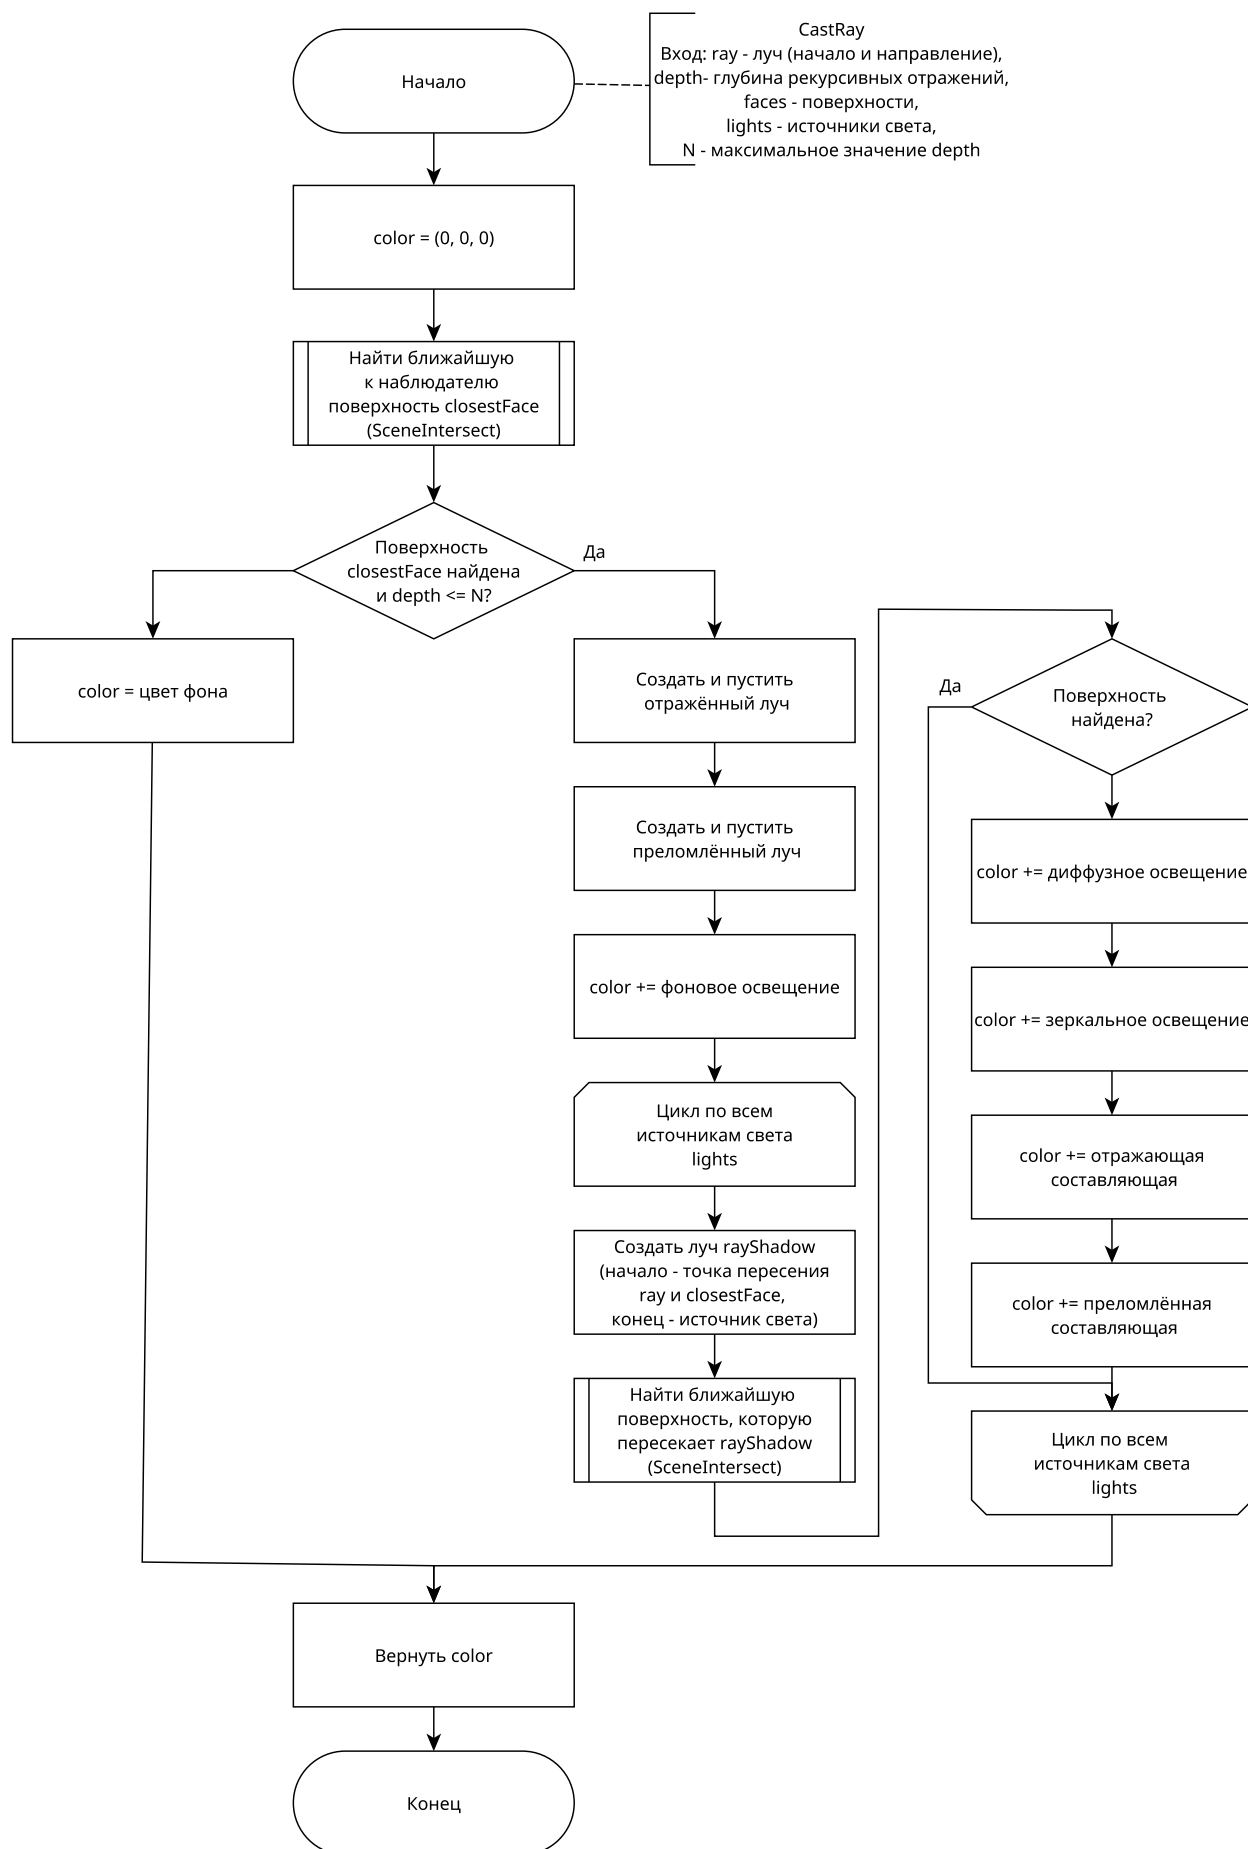 Начало
CastRay
Вход: ray - луч (начало и направление),
depth- глубина рекурсивных отражений,
faces - поверхности,
lights - источники света,
N - максимальное значение depth
color = (0, 0, 0)
Найти ближайшую
к наблюдателю
поверхность closestFace
(SceneIntersect)
Поверхность
closestFace найдена
и depth <= N?
Да
color = цвет фона
Создать и пустить
отражённый луч
Создать и пустить
преломлённый луч
color += фоновое освещение
Цикл по всем
источникам света
lights
Создать луч rayShadow
(начало - точка пересения
ray и closestFace,
конец - источник света)
Найти ближайшую
поверхность, которую
пересекает rayShadow
(SceneIntersect)
Да
Поверхность
найдена?
color += диффузное освещение
color += зеркальное освещение
color += отражающая
составляющая
color += преломлённая
составляющая
Цикл по всем
источникам света
lights
Вернуть color
Конец